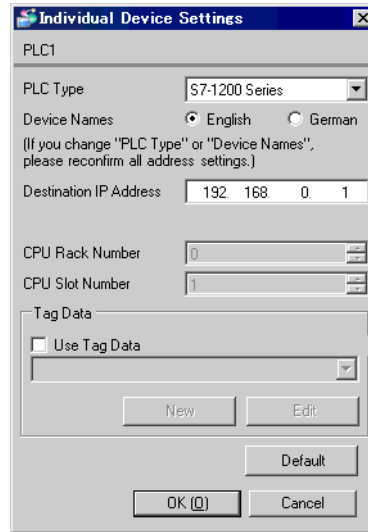 Individual Device Settings
PLC1
PLC Type S7-1200 Series
Device Names English German
(If you change "PLC Type" or "Device Names",
please reconfirm all address settings.)
Destination IP Address 192. 168. 0. 1
CPU Rack Number 0
CPU Slot Number 1
Tag Data
Use Tag Data
New Edit
Default
OK (O) Cancel